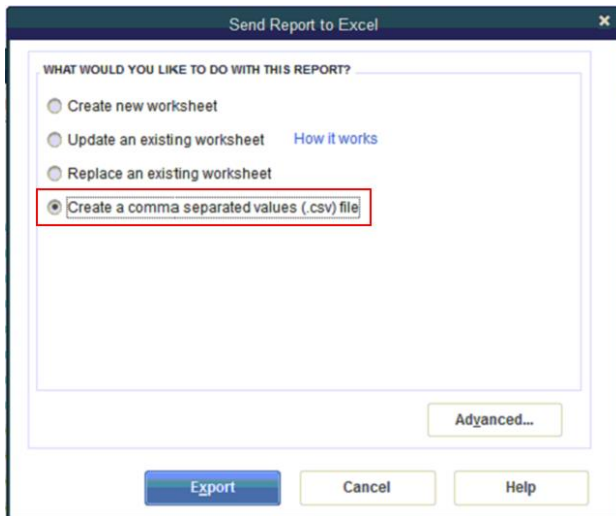 Send Report to Excel
WHAT WOULD YOU LIKE TO DO WITH THIS REPORT?
Create new worksheet
Update an existing worksheet How it works
Replace an existing worksheet
Create a comma separated values (.csv) file
Advanced...
Export Cancel Help